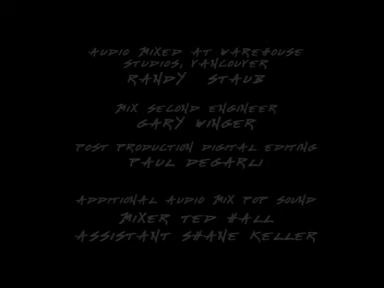 AUDIO MIXED AT WAREHOUSE
STUDIOS, VANCOUVER
RANDY STAUB
MIX SECOND ENGINEER
GARY WINGER
POST PRODUCTION DIGITAL EDITING
PAUL DEGARLI
ADDITIONAL AUDIO MIX POP SOUND
MIXER TED HALL
ASSISTANT SHANE KELLER